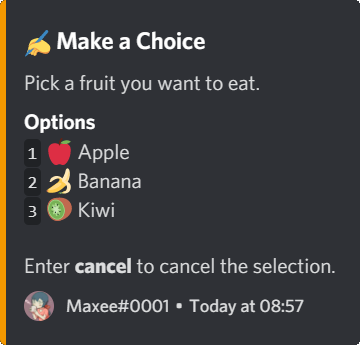 ✍️ Make a Choice
Pick a fruit you want to eat.
Options
1 🍎 Apple
2 🍌 Banana
3 🥝 Kiwi
Enter cancel to cancel the selection.
Maxee#0001 • Today at 08:57